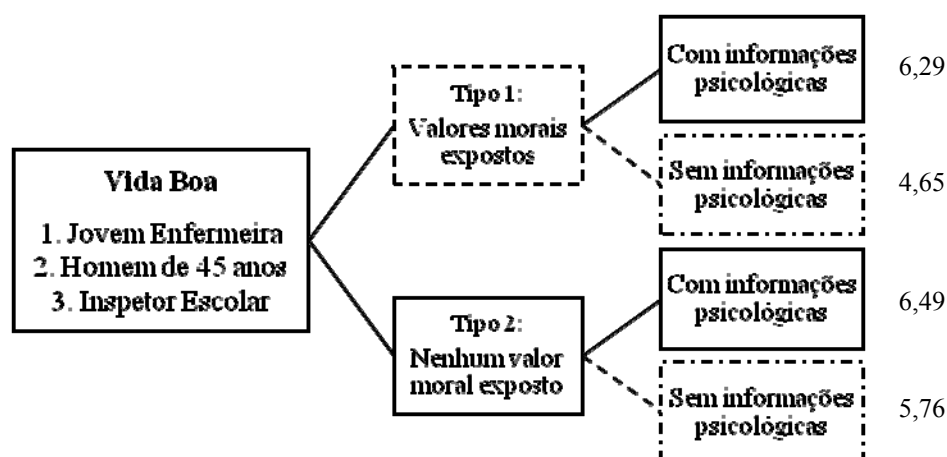 Vida Boa
1. Jovem Enfermeira
2. Homem de 45 anos
3. Inspetor Escolar
Tipo 1:
Valores morais
expostos
Com informações
psicológicas
6,29
Sem informações
psicológicas
4,65
Tipo 2:
Nenhum valor
moral exposto
Com informações
psicológicas
6,49
Sem informações
psicológicas
5,76